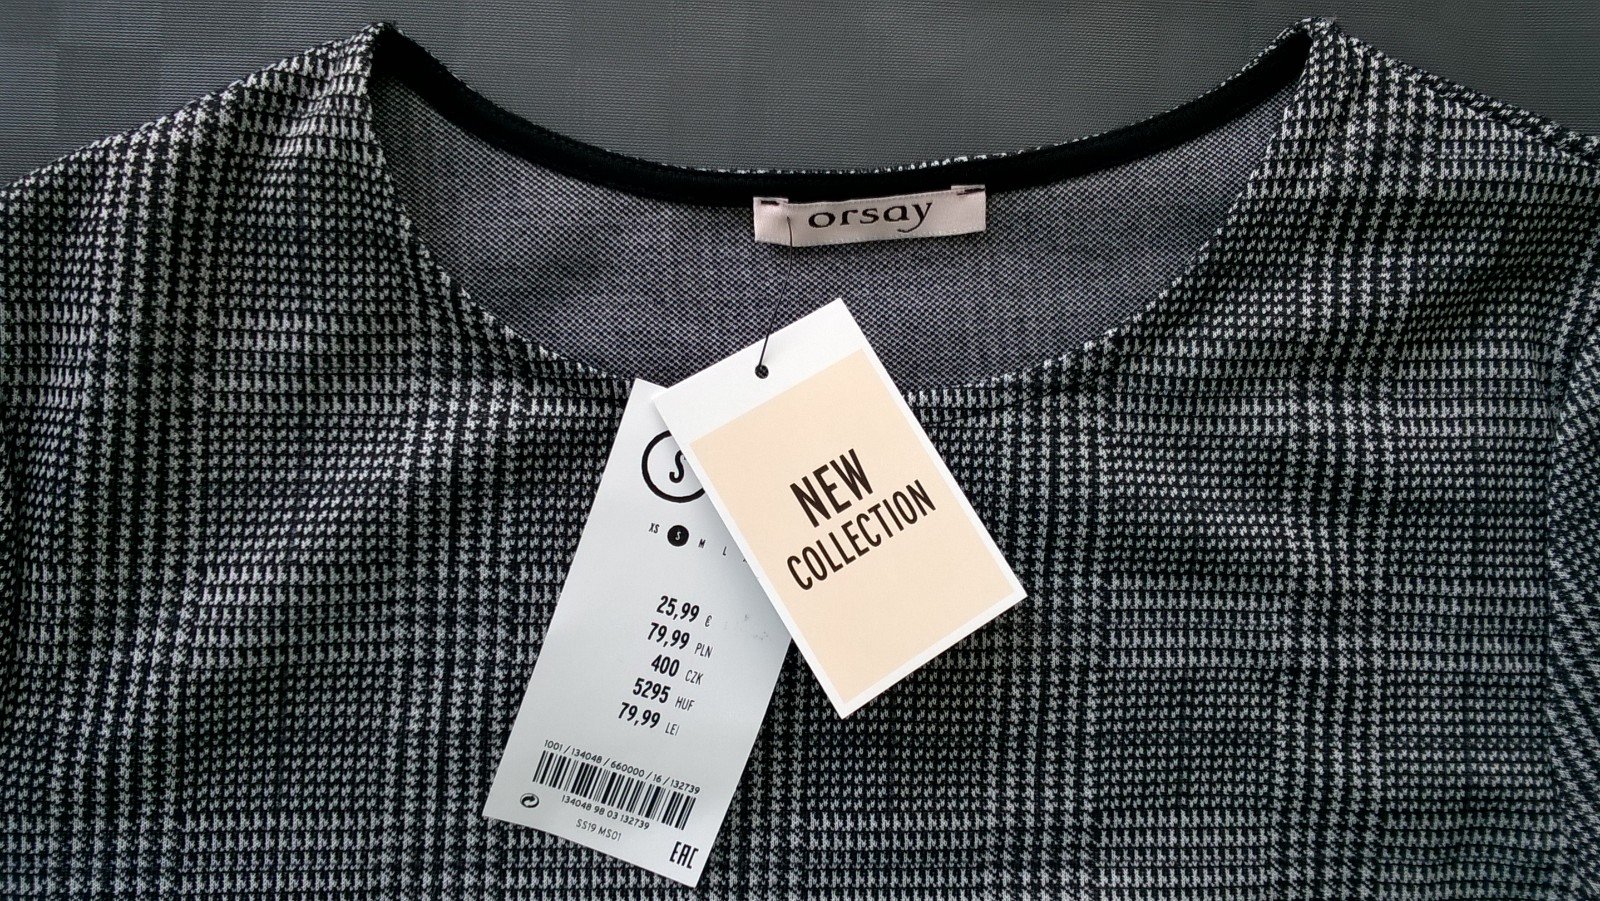 orsay
NEW
COLLECTION
S
XS S M L
25,99 €
79,99 PLN
400 CZK
5295 HUF
79,99 LEI
1001 / 134048 / 660000 / 16 / 132739
134048 98 03 132739
SS19 MS01
EAC